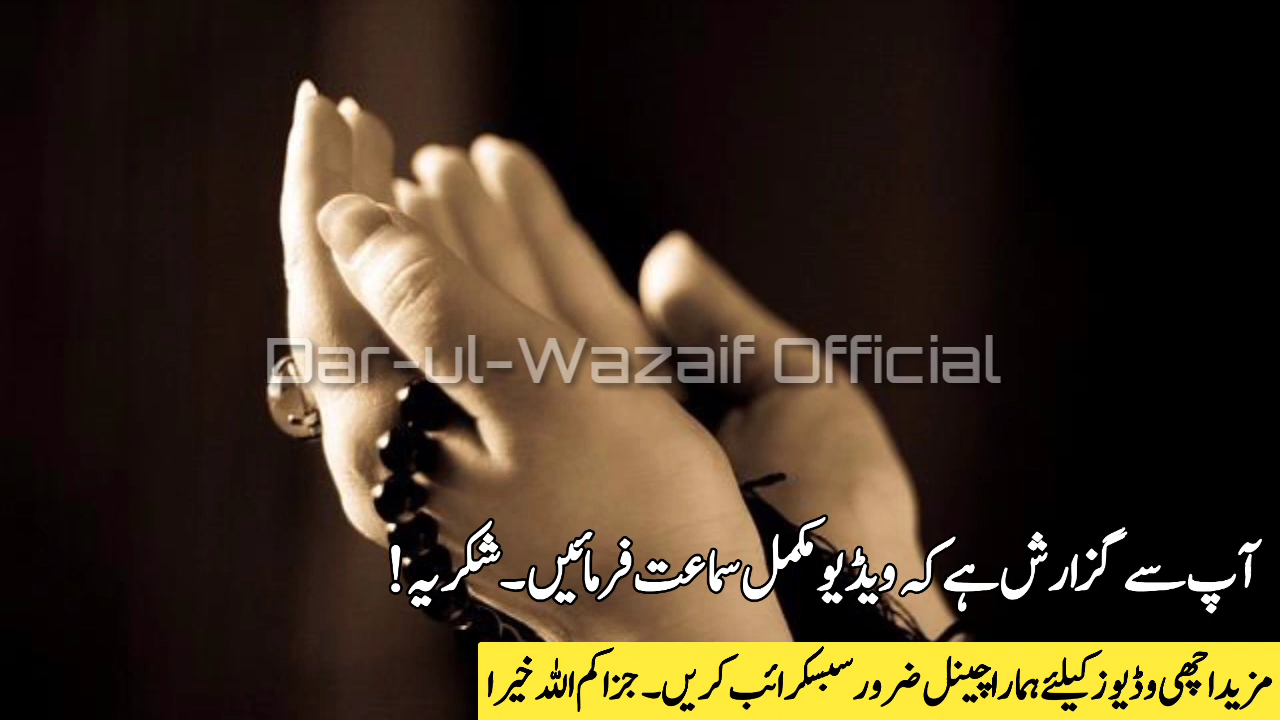 Dar-ul-Wazaif Official
آپ سے گزارش ہے کہ ویڈیو مکمل سماعت فرمائیں۔ شکریہ!
مزید اچھی وڈیوز کیلئے ہمارا چینل ضرور سبسکرائب کریں۔ جزاکم اللہ خیرا